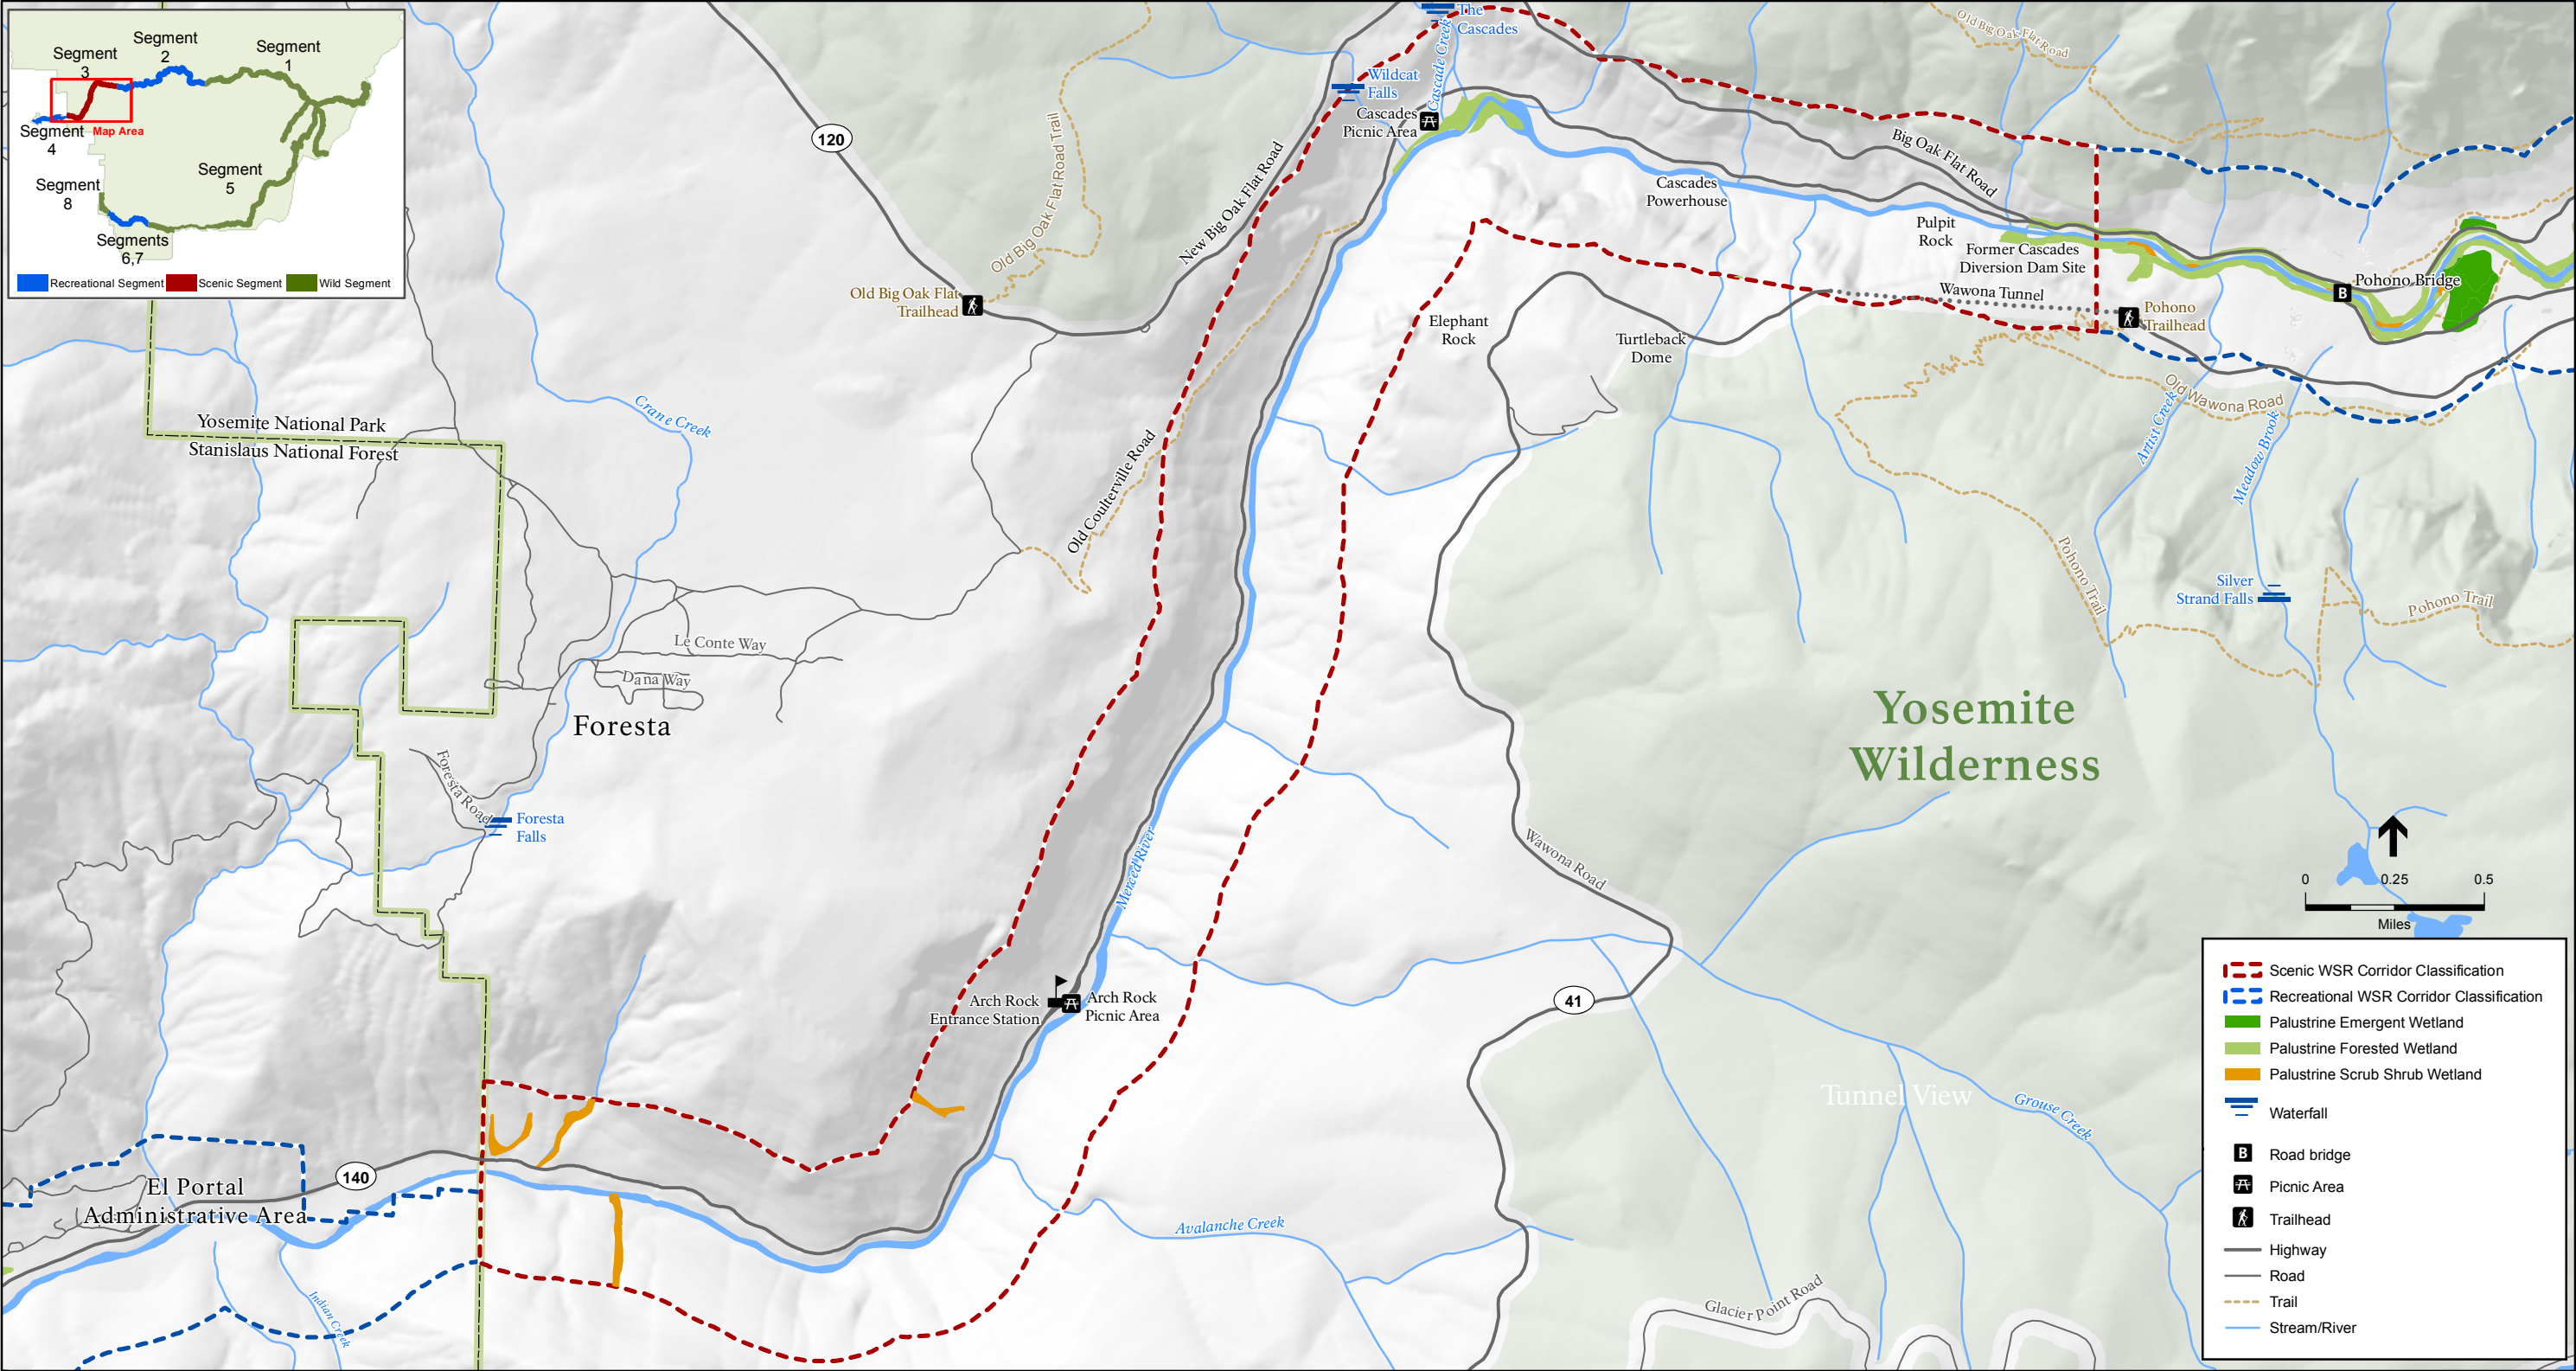 Segment
3
Segment
2
Segment
1
Segment
4
Map Area
Segment
5
Segment
8
Segments
6,7
Recreational Segment
Scenic Segment
Wild Segment
The
Cascades
Cascade Creek
Wildcat
Falls
Cascades
Picnic Area
Old Big Oak Flat Road
120
Old Big Oak Flat Road Trail
New Big Oak Flat Road
Big Oak Flat Road
Cascades
Powerhouse
Pulpit
Rock
Former Cascades
Diversion Dam Site
Pohono Bridge
B
Wawona Tunnel
Pohono
Trailhead
Old Big Oak Flat
Trailhead
Elephant
Rock
Turtleback
Dome
Old Wawona Road
Artist Creek
Meadow Brook
Yosemite National Park
Stanislaus National Forest
Crane Creek
Old Coulterville Road
Pohono Trail
Silver
Strand Falls
Pohono Trail
Le Conte Way
Dana Way
Foresta
Foresta Road
Foresta
Falls
Yosemite
Wilderness
Merced River
Wawona Road
0
0.25
0.5
Miles
Arch Rock
Entrance Station
Arch Rock
Picnic Area
41
Tunnel View
Grouse Creek
140
El Portal
Administrative Area
Avalanche Creek
Indian Creek
Glacier Point Road
Scenic WSR Corridor Classification
Recreational WSR Corridor Classification
Palustrine Emergent Wetland
Palustrine Forested Wetland
Palustrine Scrub Shrub Wetland
Waterfall
B
Road bridge
Picnic Area
Trailhead
Highway
Road
Trail
Stream/River